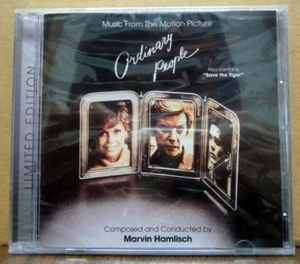 Music From The Motion Picture
Ordinary
People
Also contains
"Save the Tiger"
LIMITED EDITION
Composed and Conducted by
Marvin Hamlisch